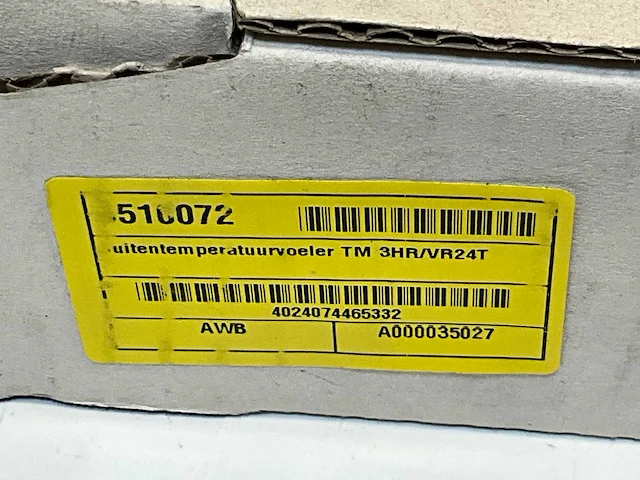 510072
uitentemperatuurvoeler TM 3HR/VR24T
4024074465332
AWB
A000035027